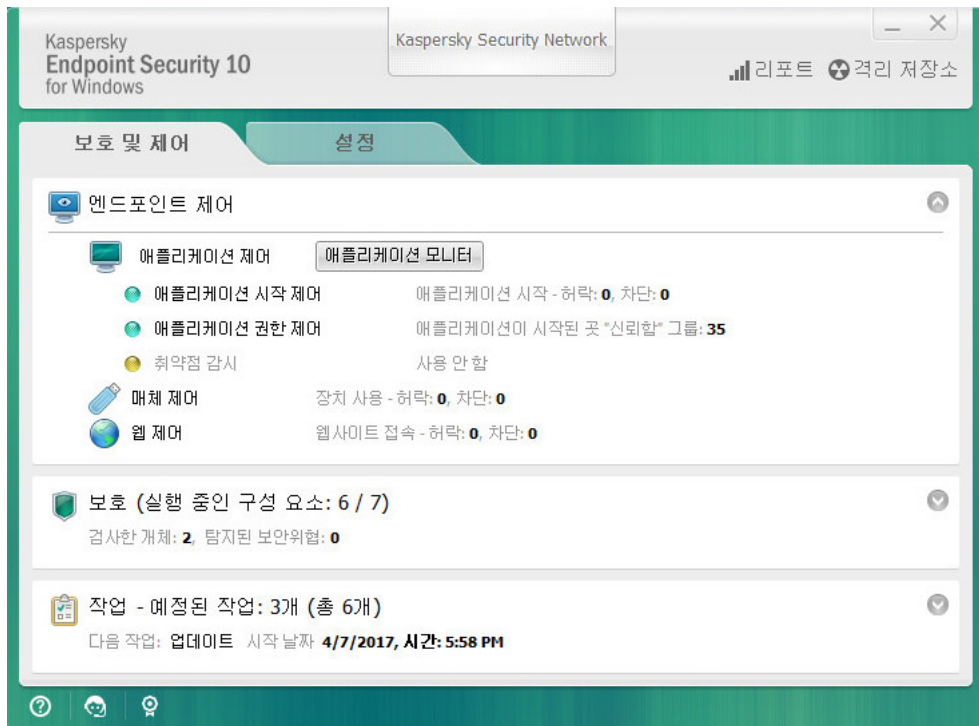 Kaspersky
Endpoint Security 10
for Windows
Kaspersky Security Network
리포트 격리 저장소
보호 및 제어 설정
엔드포인트 제어
애플리케이션 제어 애플리케이션 모니터
애플리케이션 시작 제어 애플리케이션 시작 - 허락: 0, 차단: 0
애플리케이션 권한 제어 애플리케이션이 시작된 곳 "신뢰함" 그룹: 35
취약점 감시 사용 안 함
매체 제어 장치 사용 - 허락: 0, 차단: 0
웹 제어 웹사이트 접속 - 허락: 0, 차단: 0
보호 (실행 중인 구성 요소: 6 / 7)
검사한 개체: 2, 탐지된 보안위협: 0
작업 - 예정된 작업: 3개 (총 6개)
다음 작업: 업데이트 시작 날짜 4/7/2017, 시간: 5:58 PM